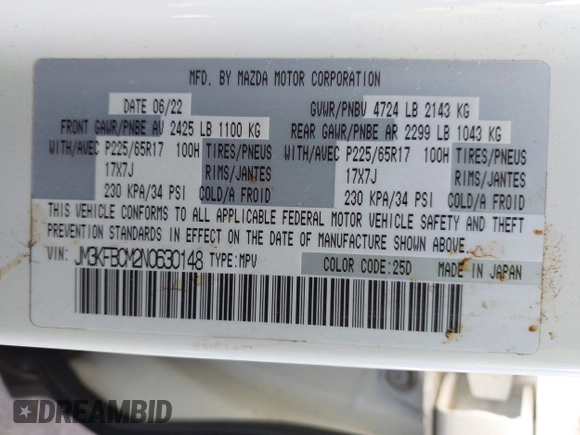 MFD. BY MAZDA MOTOR CORPORATION
DATE 06/22 GVWR/PNBV 4724 LB 2143 KG
FRONT GAWR/PNBE AV 2425 LB 1100 KG REAR GAWR/PNBE AR 2299 LB 1043 KG
WITH/AVEC P225/65R17 100H TIRES/PNEUS WITH/AVEC P225/65R17 100H TIRES/PNEUS
17X7J RIMS/JANTES 17X7J RIMS/JANTES
230 KPA/34 PSI COLD/A FROID 230 KPA/34 PSI COLD/A FROID
THIS VEHICLE CONFORMS TO ALL APPLICABLE FEDERAL MOTOR VEHICLE SAFETY AND THEFT
PREVENTION STANDARDS IN EFFECT ON THE DATE OF MANUFACTURE SHOWN ABOVE.
VIN: JM3KFBCM2N0630148 TYPE:MPV COLOR CODE:25D MADE IN JAPAN
DREAMBID